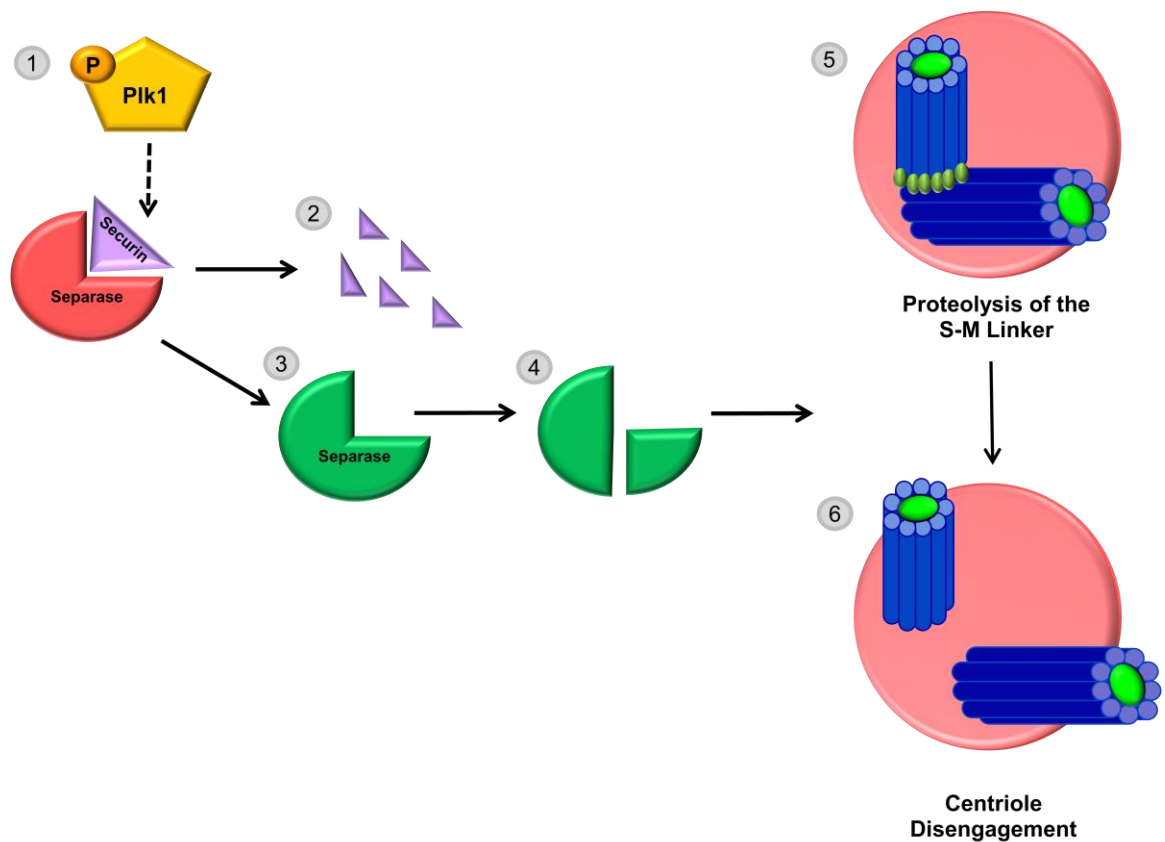 1
P
Plk1
Securin
Separase
2
3
Separase
4
5
Proteolysis of the
S-M Linker
6
Centriole
Disengagement